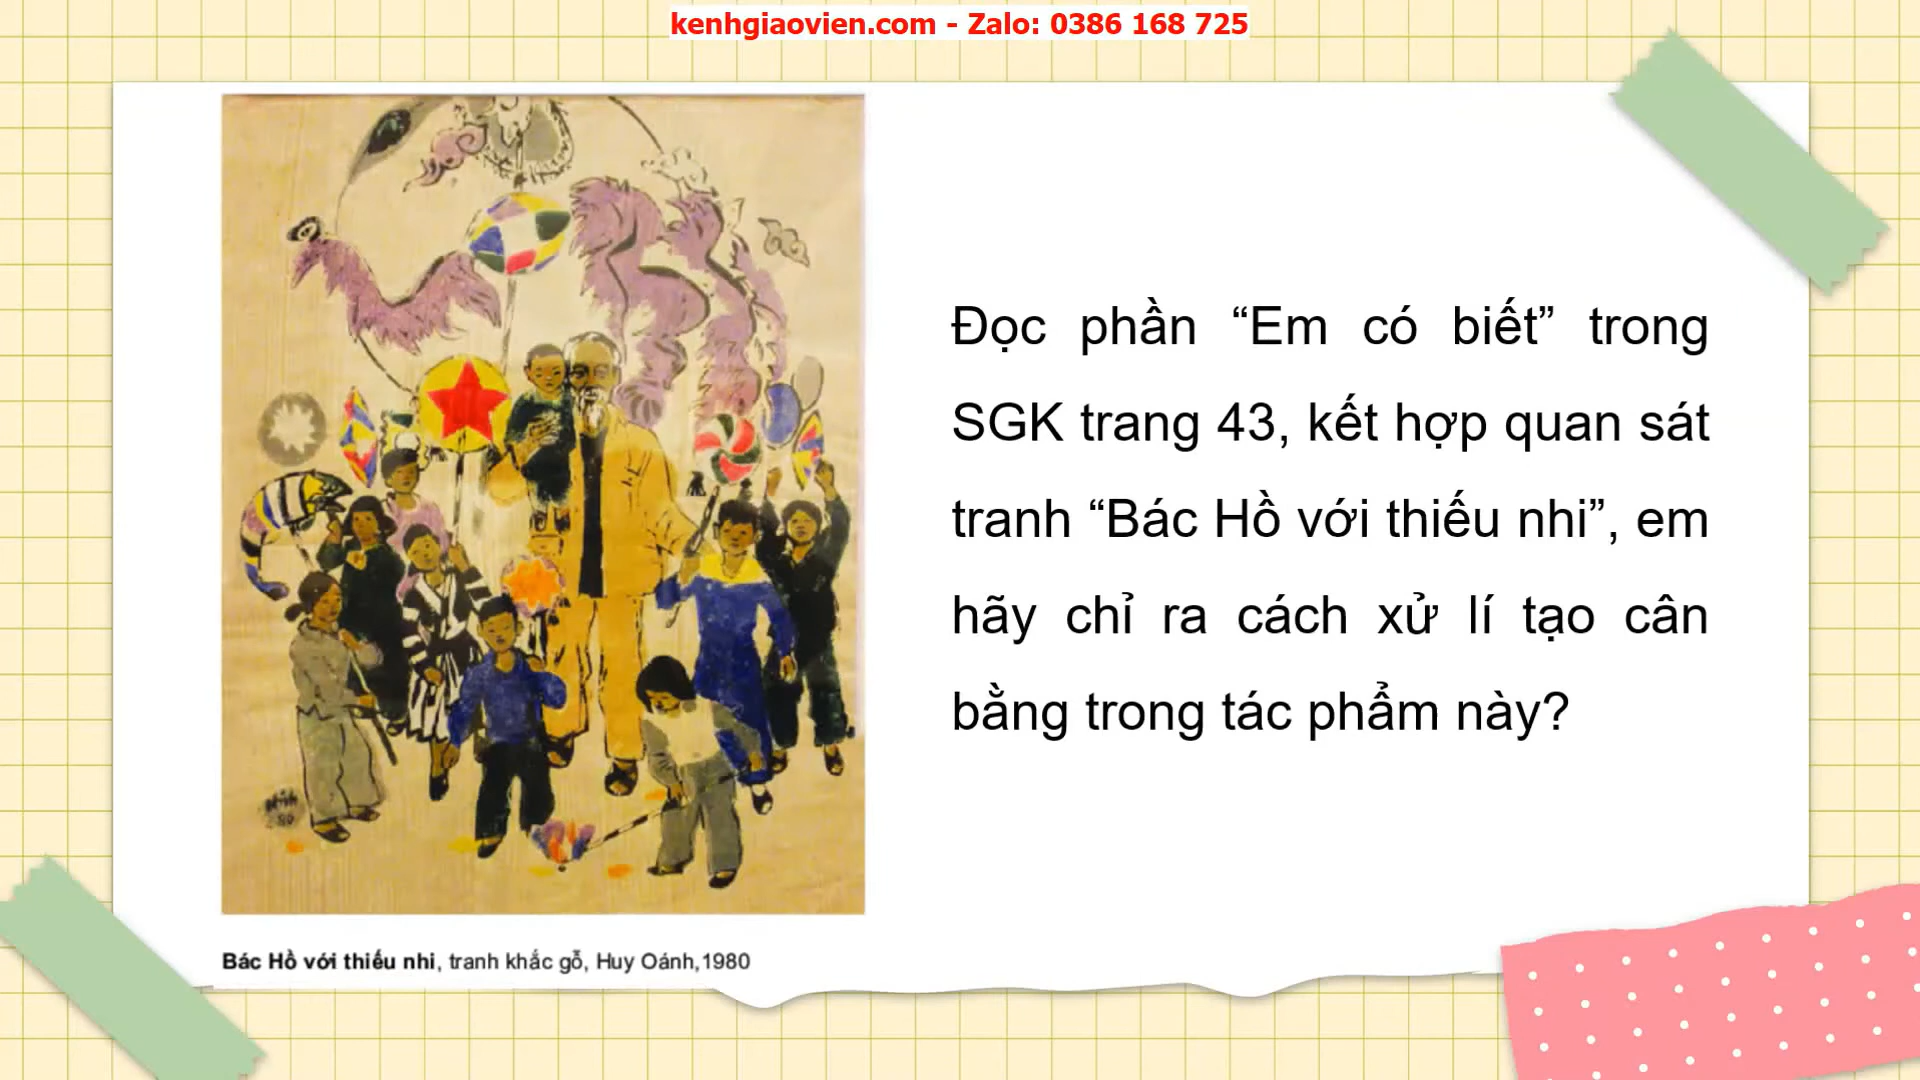 kenhgiaovien.com - Zalo: 0386 168 725
Đọc phần “Em có biết” trong
SGK trang 43, kết hợp quan sát
tranh “Bác Hồ với thiếu nhi”, em
hãy chỉ ra cách xử lí tạo cân
bằng trong tác phẩm này?
80
Bác Hồ với thiếu nhi, tranh khắc gỗ, Huy Oánh,1980